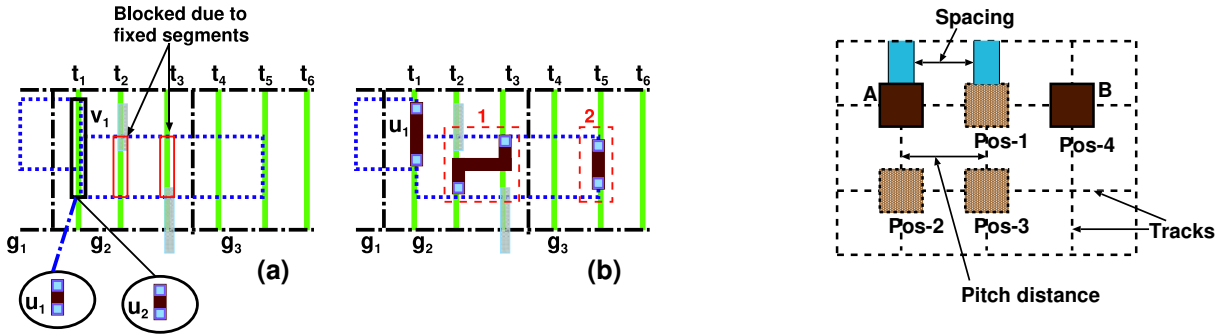 Blocked due to
fixed segments
t1 t2 t3 t4 t5 t6
v1
g1 g2 g3
(a)
u1
u2
t1 t2 t3 t4 t5 t6
u1
1
2
g1 g2 g3
(b)
Spacing
A
B
Pos-1
Pos-4
Pos-2
Pos-3
Tracks
Pitch distance